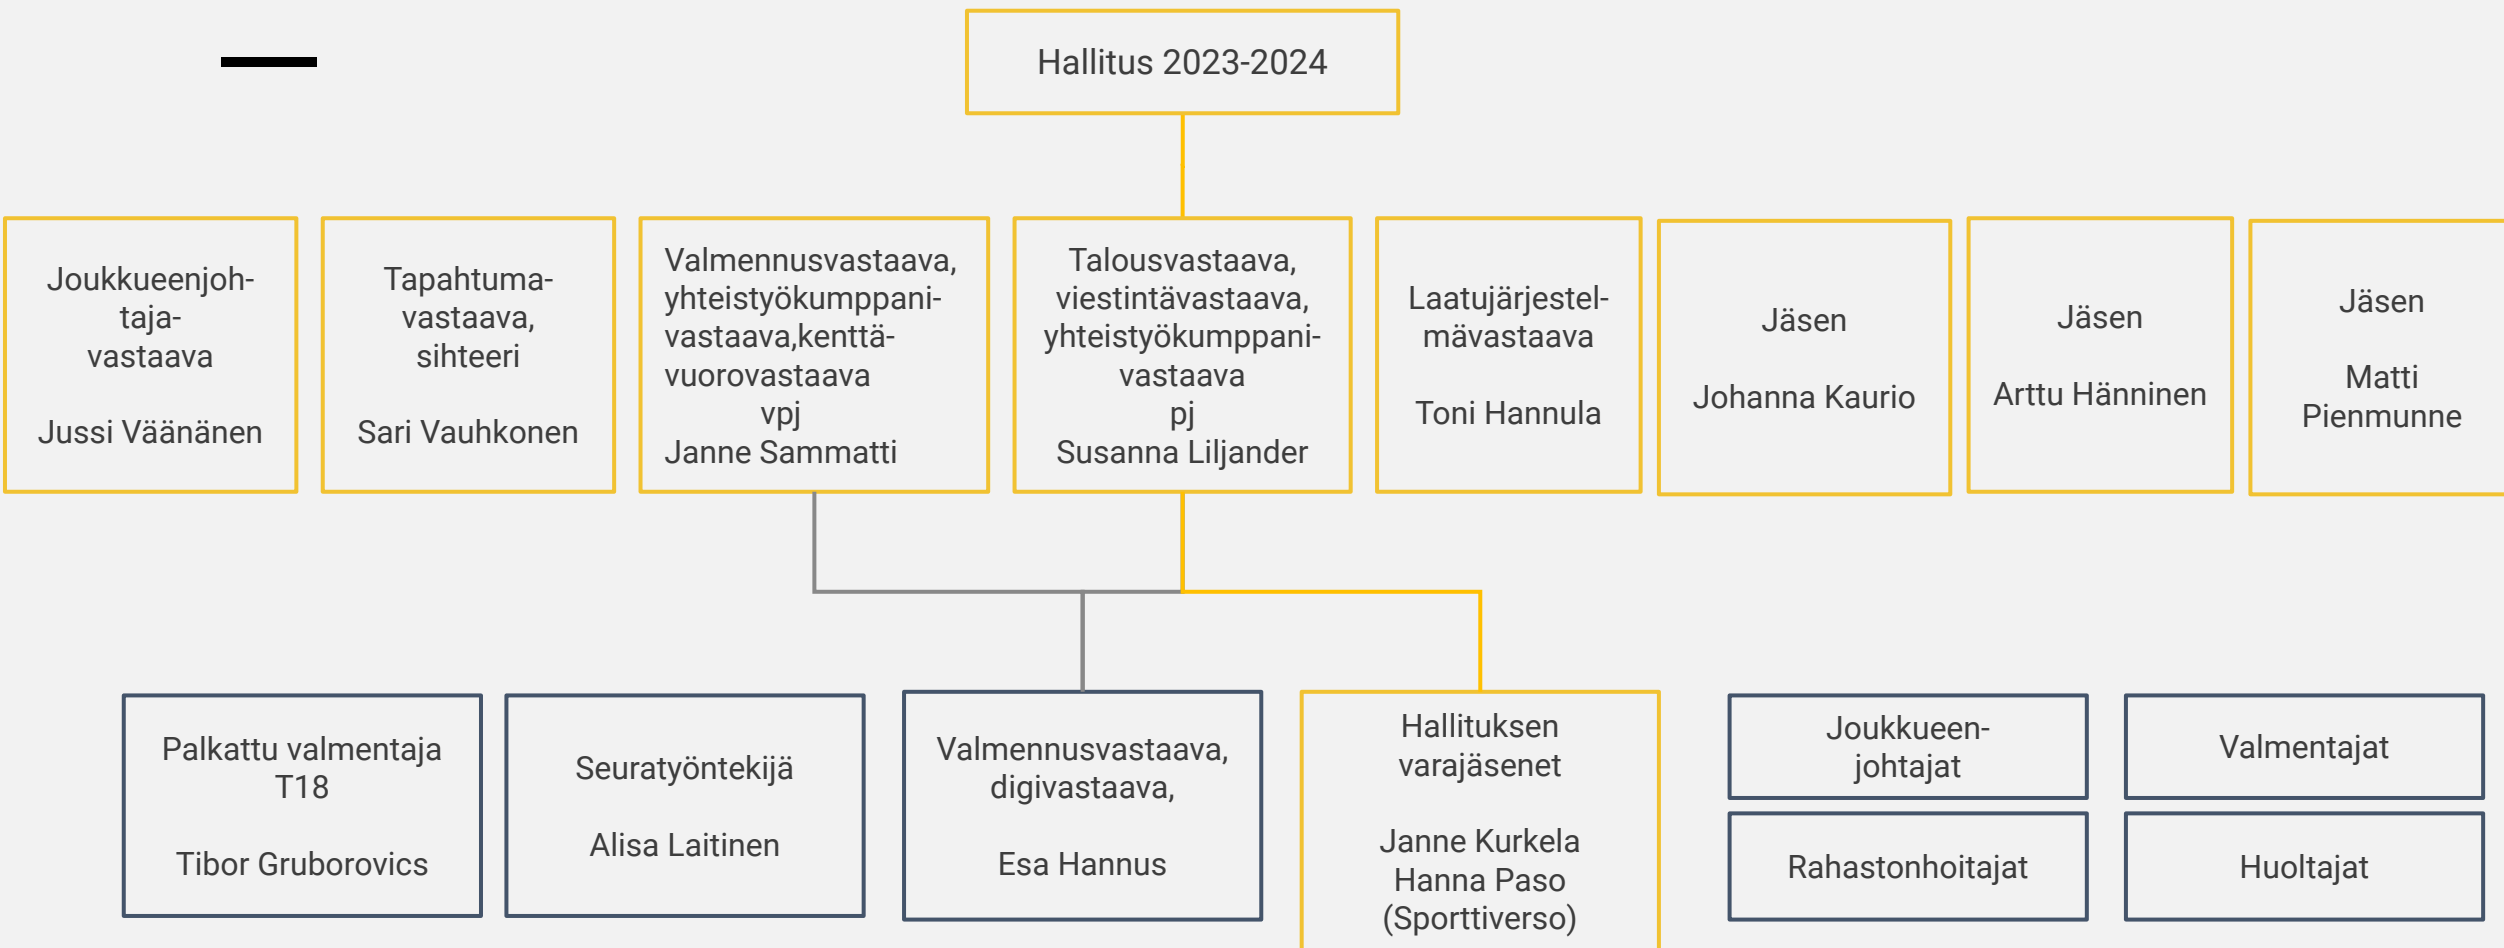 Hallitus 2023-2024
Joukkueenjoh-
taja-
vastaava
Jussi Väänänen
Tapahtuma-
vastaava,
sihteeri
Sari Vauhkonen
Valmennusvastaava,
yhteistyökumppani-
vastaava,kenttä-
vuorovastaava
vpj
Janne Sammatti
Talousvastaava,
viestintävastaava,
yhteistyökumppani-
vastaava
pj
Susanna Liljander
Laatujärjestel-
mävastaava
Toni Hannula
Jäsen
Johanna Kaurio
Jäsen
Arttu Hänninen
Jäsen
Matti
Pienmunne
Palkattu valmentaja
T18
Tibor Gruborovics
Seuratyöntekijä
Alisa Laitinen
Valmennusvastaava,
digivastaava,
Esa Hannus
Hallituksen
varajäsenet
Janne Kurkela
Hanna Paso
(Sporttiverso)
Joukkueen-
johtajat
Valmentajat
Rahastonhoitajat
Huoltajat